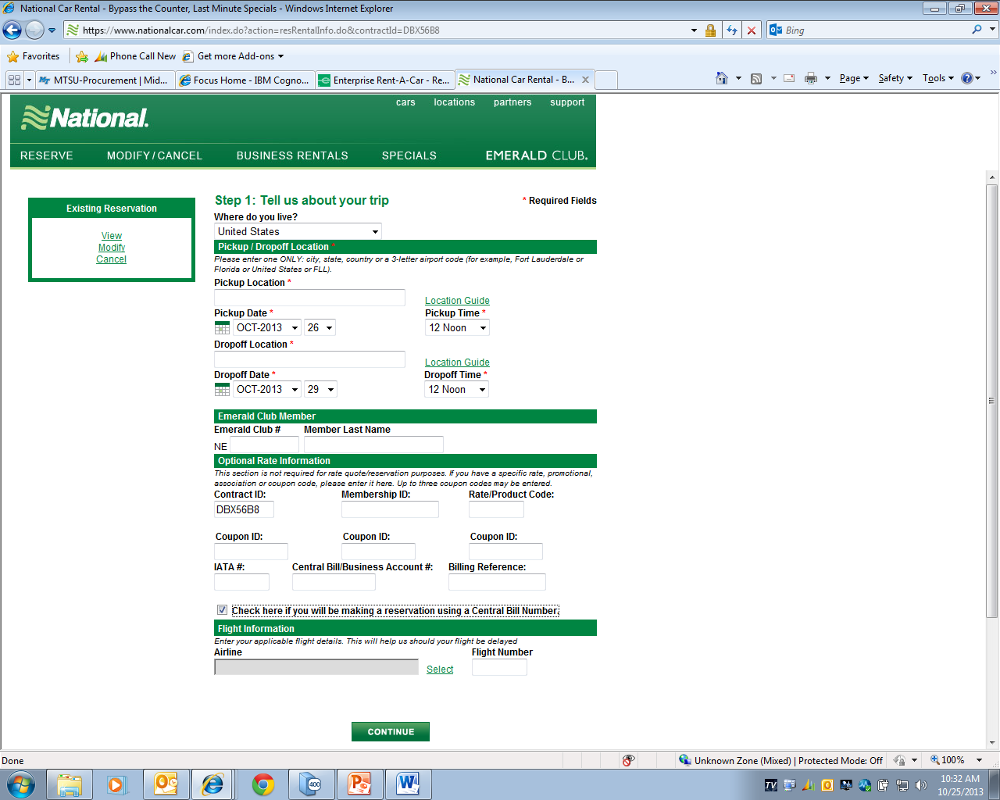 National Car Rental - Bypass the Counter, Last Minute Specials - Windows Internet Explorer
https://www.nationalcar.com/index.do?action=resRentalInfo.do&contractId=DBX56B8
Bing
Favorites
Phone Call New
Get more Add-ons
MTSU-Procurement | Mid...
Focus Home - IBM Cogno...
Enterprise Rent-A-Car - Re...
National Car Rental - B...
Page
Safety
Tools
cars locations partners support
National.
RESERVE MODIFY/CANCEL BUSINESS RENTALS SPECIALS EMERALD CLUB.
Existing Reservation
View
Modify
Cancel
Step 1: Tell us about your trip
* Required Fields
Where do you live?
United States
Pickup / Dropoff Location *
Please enter one ONLY: city, state, country or a 3-letter airport code (for example, Fort Lauderdale or
Florida or United States or FLL).
Pickup Location *
Location Guide
Pickup Date * Pickup Time *
OCT-2013 26 12 Noon
Dropoff Location *
Location Guide
Dropoff Date * Dropoff Time *
OCT-2013 29 12 Noon
Emerald Club Member
Emerald Club # Member Last Name
NE
Optional Rate Information
This section is not required for rate quote/reservation purposes. If you have a specific rate, promotional,
association or coupon code, please enter it here. Up to three coupon codes may be entered.
Contract ID: Membership ID: Rate/Product Code:
DBX56B8
Coupon ID: Coupon ID: Coupon ID:
IATA #: Central Bill/Business Account #: Billing Reference:
Check here if you will be making a reservation using a Central Bill Number.
Flight Information
Enter your applicable flight details. This will help us should your flight be delayed
Airline Flight Number
Select
CONTINUE
Done
Unknown Zone (Mixed) | Protected Mode: Off
100%
400
TV
10:32 AM
10/25/2013